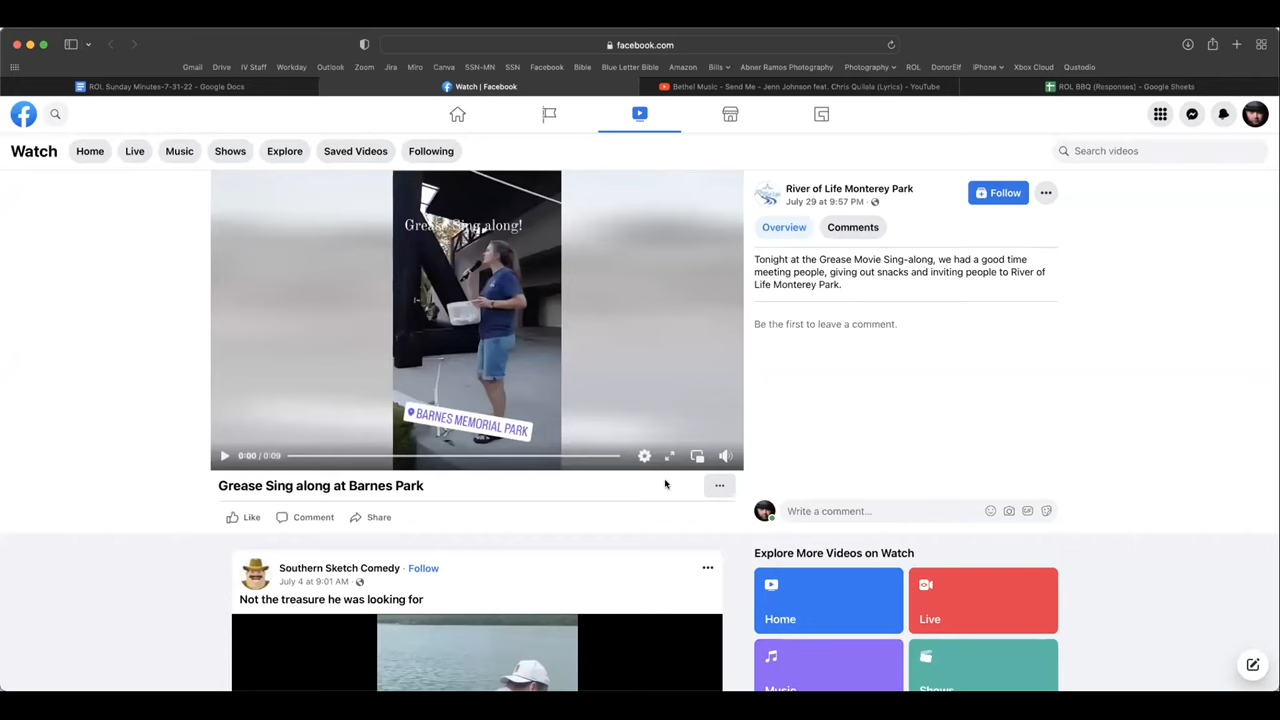 facebook.com
Gmail Drive IV Staff Workday Outlook Zoom Jira Miro Canva SSN-MN SSN Facebook Bible Blue Letter Bible Amazon Bills Abner Ramos Photography Photography ROL DonorElf iPhone Xbox Cloud Qustodio
ROL Sunday Minutes-7-31-22 - Google Docs
Watch | Facebook
Bethel Music - Send Me - Jenn Johnson feat. Chris Quilala (Lyrics) - YouTube
ROL BBQ (Responses) - Google Sheets
Watch Home Live Music Shows Explore Saved Videos Following
Search videos
Grease Sing along!
BARNES MEMORIAL PARK
0:00 / 0:09
Grease Sing along at Barnes Park
Like Comment Share
River of Life Monterey Park
July 29 at 9:57 PM ·
Follow
Overview Comments
Tonight at the Grease Movie Sing-along, we had a good time
meeting people, giving out snacks and inviting people to River of
Life Monterey Park.
Be the first to leave a comment.
Write a comment...
Southern Sketch Comedy · Follow
July 4 at 9:01 AM ·
Not the treasure he was looking for
Explore More Videos on Watch
Home
Live
Music
Shows